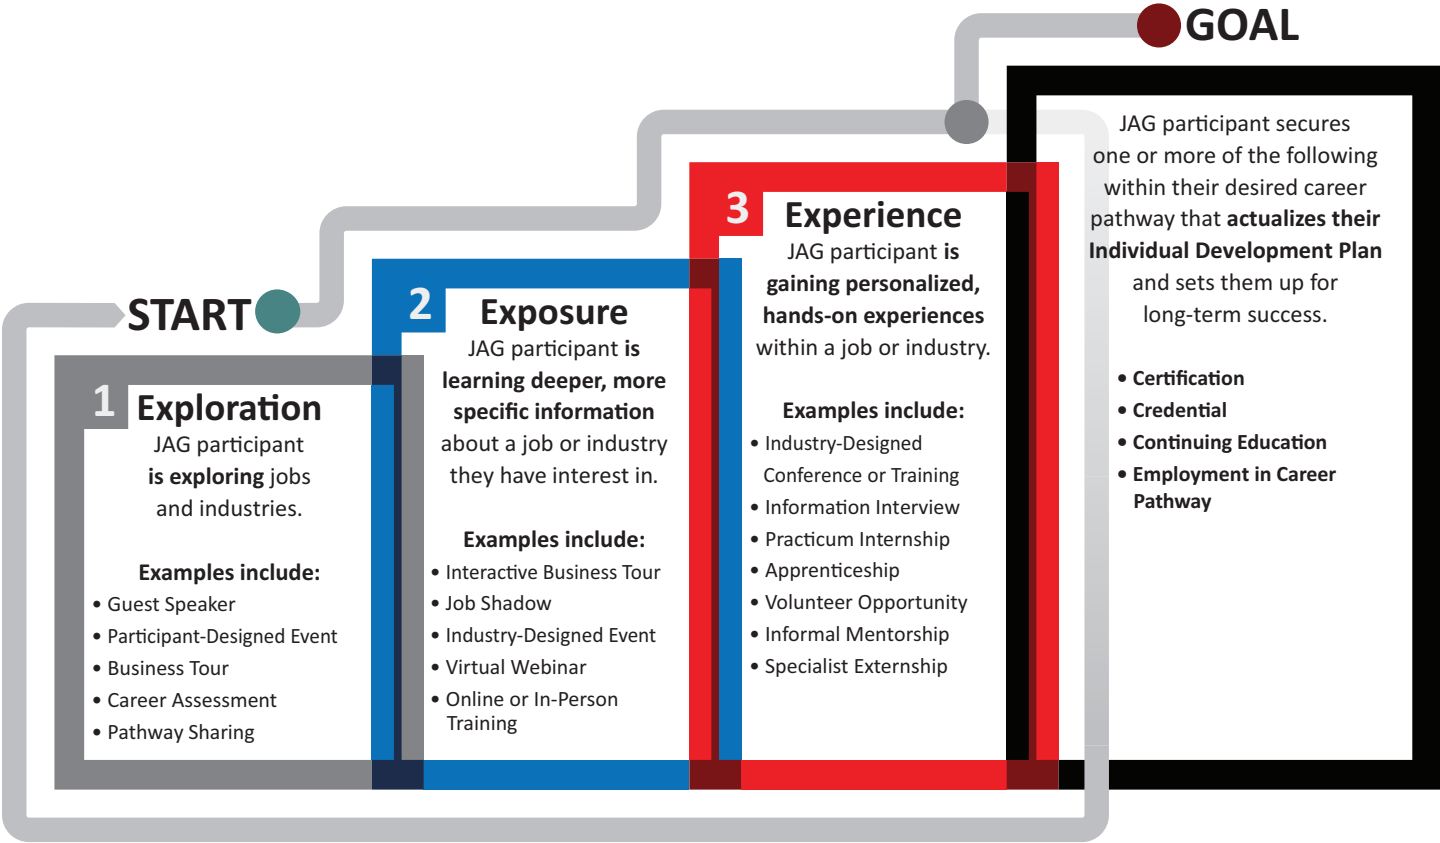 GOAL
START
1
Exploration
JAG participant
is exploring jobs
and industries.
Examples include:
• Guest Speaker
• Participant-Designed Event
• Business Tour
• Career Assessment
• Pathway Sharing
2
Exposure
JAG participant is
learning deeper, more
specific information
about a job or industry
they have interest in.
Examples include:
• Interactive Business Tour
• Job Shadow
• Industry-Designed Event
• Virtual Webinar
• Online or In-Person
Training
3
Experience
JAG participant is
gaining personalized,
hands-on experiences
within a job or industry.
Examples include:
• Industry-Designed
Conference or Training
• Information Interview
• Practicum Internship
• Apprenticeship
• Volunteer Opportunity
• Informal Mentorship
• Specialist Externship
JAG participant secures
one or more of the following
within their desired career
pathway that actualizes their
Individual Development Plan
and sets them up for
long-term success.
• Certification
• Credential
• Continuing Education
• Employment in Career
Pathway